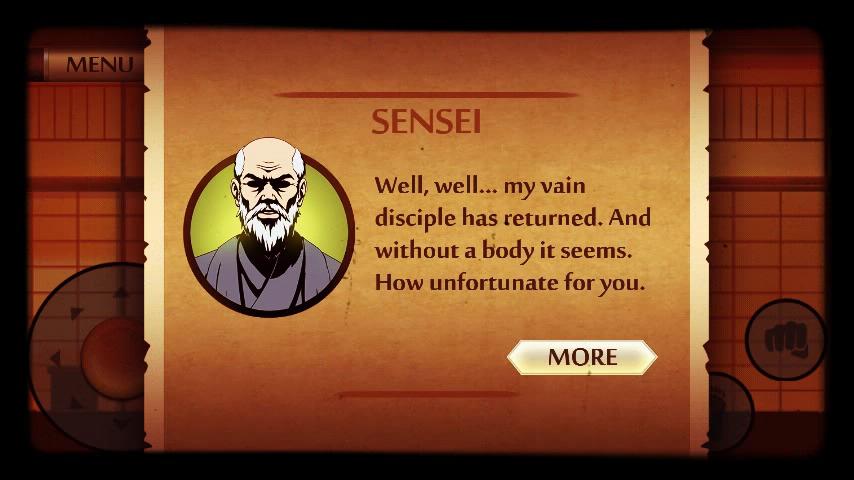 MENU
SENSEI
Well, well... my vain
disciple has returned. And
without a body it seems.
How unfortunate for you.
MORE